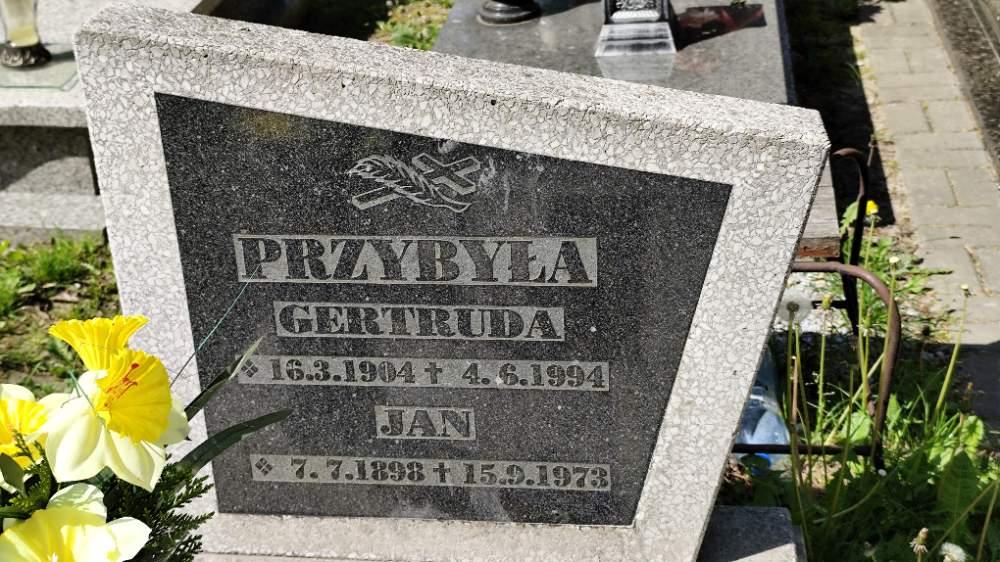 PRZYBYŁA
GERTRUDA
16.3.1904 ✝ 4.6.1994
JAN
7.7.1898 ✝ 15.9.1973